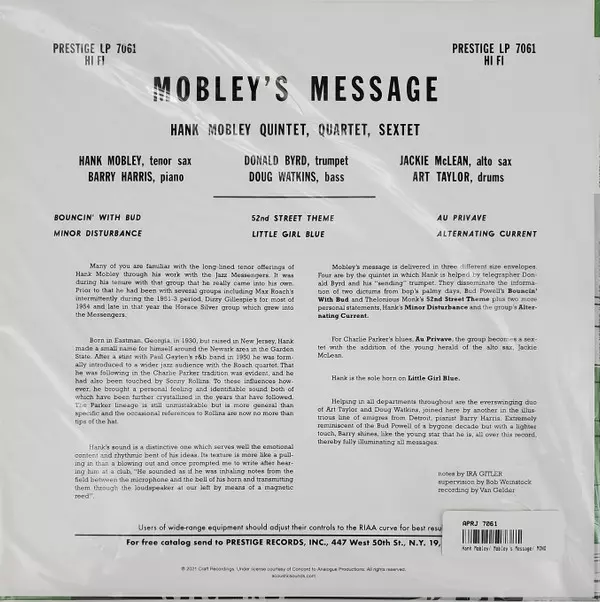 PRESTIGE LP 7061
HI FI
PRESTIGE LP 7061
HI FI
MOBLEY'S MESSAGE
HANK MOBLEY QUINTET, QUARTET, SEXTET
HANK MOBLEY, tenor sax
DONALD BYRD, trumpet
JACKIE McLEAN, alto sax
BARRY HARRIS, piano
DOUG WATKINS, bass
ART TAYLOR, drums
BOUNCIN' WITH BUD
52nd STREET THEME
AU PRIVAVE
MINOR DISTURBANCE
LITTLE GIRL BLUE
ALTERNATING CURRENT
Many of you are familiar with the long-lined tenor offerings of
Hank Mobley through his work with the Jazz Messengers. It was
during his tenure with that group that he really came into his own.
Prior to that he had been with several groups including Max Roach's
intermittently during the 1951-3 period, Dizzy Gillespie's for most of
1954 and late in that year the Horace Silver group which grew into
the Messengers.
Born in Eastman, Georgia, in 1930, but raised in New Jersey, Hank
made a small name for himself around the Newark area in the Garden
State. After a stint with Paul Gayten's r&b band in 1950 he was form-
ally introduced to a wider jazz audience with the Roach quartet. That
he was following in the Charlie Parker tradition was evident, and he
had also been touched by Sonny Rollins. To these influences how-
ever, he brought a personal feeling and identifiable sound both of
which have been further crystallized in the years that have followed.
The Parker lineage is still unmistakable but is more general than
specific and the occasional references to Rollins are now no more than
tips of the hat.
Hank's sound is a distinctive one which serves well the emotional
content and rhythmic bent of his ideas. Its texture is more like a pull-
ing in than a blowing out and once prompted me to write after hear-
ing him at a club, "He sounded as if he was inhaling notes from the
field between the microphone and the bell of his horn and transmitting
them through the loudspeaker at our left by means of a magnetic
reed".
Mobley's message is delivered in three different size envelopes.
Four are by the quintet in which Hank is helped by telegrapher Don-
ald Byrd and his "sending" trumpet. They disseminate the informa-
tion of two dictums from bop's palmy days, Bud Powell's Bouncin'
With Bud and Thelonious Monk's 52nd Street Theme plus two more
personal statements, Hank's Minor Disturbance and the group's Alter-
nating Current.
For Charlie Parker's blues, Au Privave, the group becomes a sex-
tet with the addition of the young herald of the alto sax, Jackie
McLean.
Hank is the sole horn on Little Girl Blue.
Helping in all departments throughout are the everswinging duo
of Art Taylor and Doug Watkins, joined here by another in the illus-
trious line of emigres from Detroit, pianist Barry Harris. Extremely
reminiscent of the Bud Powell of a bygone decade but with a lighter
touch, Barry shines, like the young star that he is, all over this record,
thereby fully illuminating all messages.
notes by IRA GITLER
supervision by Bob Weinstock
recording by Van Gelder
Users of wide-range equipment should adjust their controls to the RIAA curve for best resu
For free catalog send to PRESTIGE RECORDS, INC., 447 West 50th St., N.Y. 19,
APRJ 7061
Hank Mobley/ Mobley's Message/ MONO
© 2021 Craft Recordings. Under license courtesy of Concord to Analogue Productions. All rights reserved.
acousticsounds.com